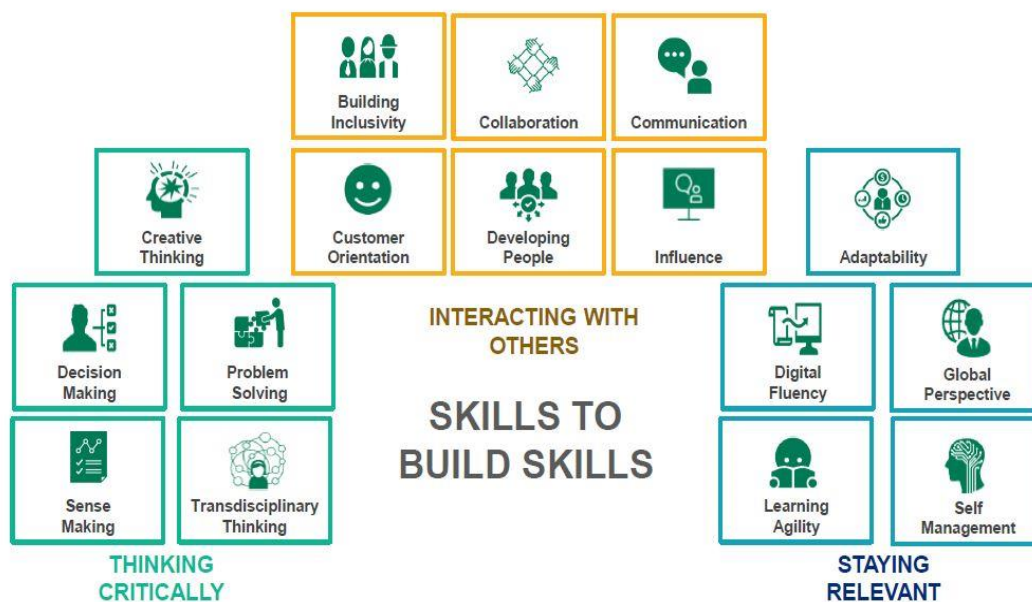 Building
Inclusivity
Collaboration
Communication
Creative
Thinking
Customer
Orientation
Developing
People
Influence
Adaptability
INTERACTING WITH
OTHERS
Decision
Making
Problem
Solving
Digital
Fluency
Global
Perspective
SKILLS TO
BUILD SKILLS
Sense
Making
Transdisciplinary
Thinking
Learning
Agility
Self
Management
THINKING
CRITICALLY
STAYING
RELEVANT